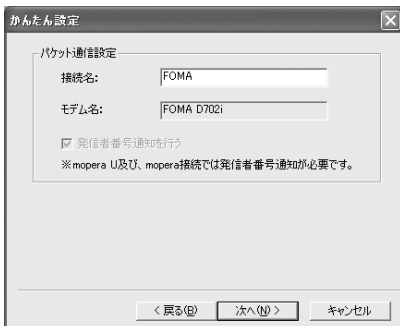 かんたん設定
パケット通信設定
接続名: FOMA
モデム名: FOMA D702i
発信者番号通知を行う
※mopera U及び、mopera接続では発信者番号通知が必要です。
< 戻る(B) 次へ(N) > キャンセル